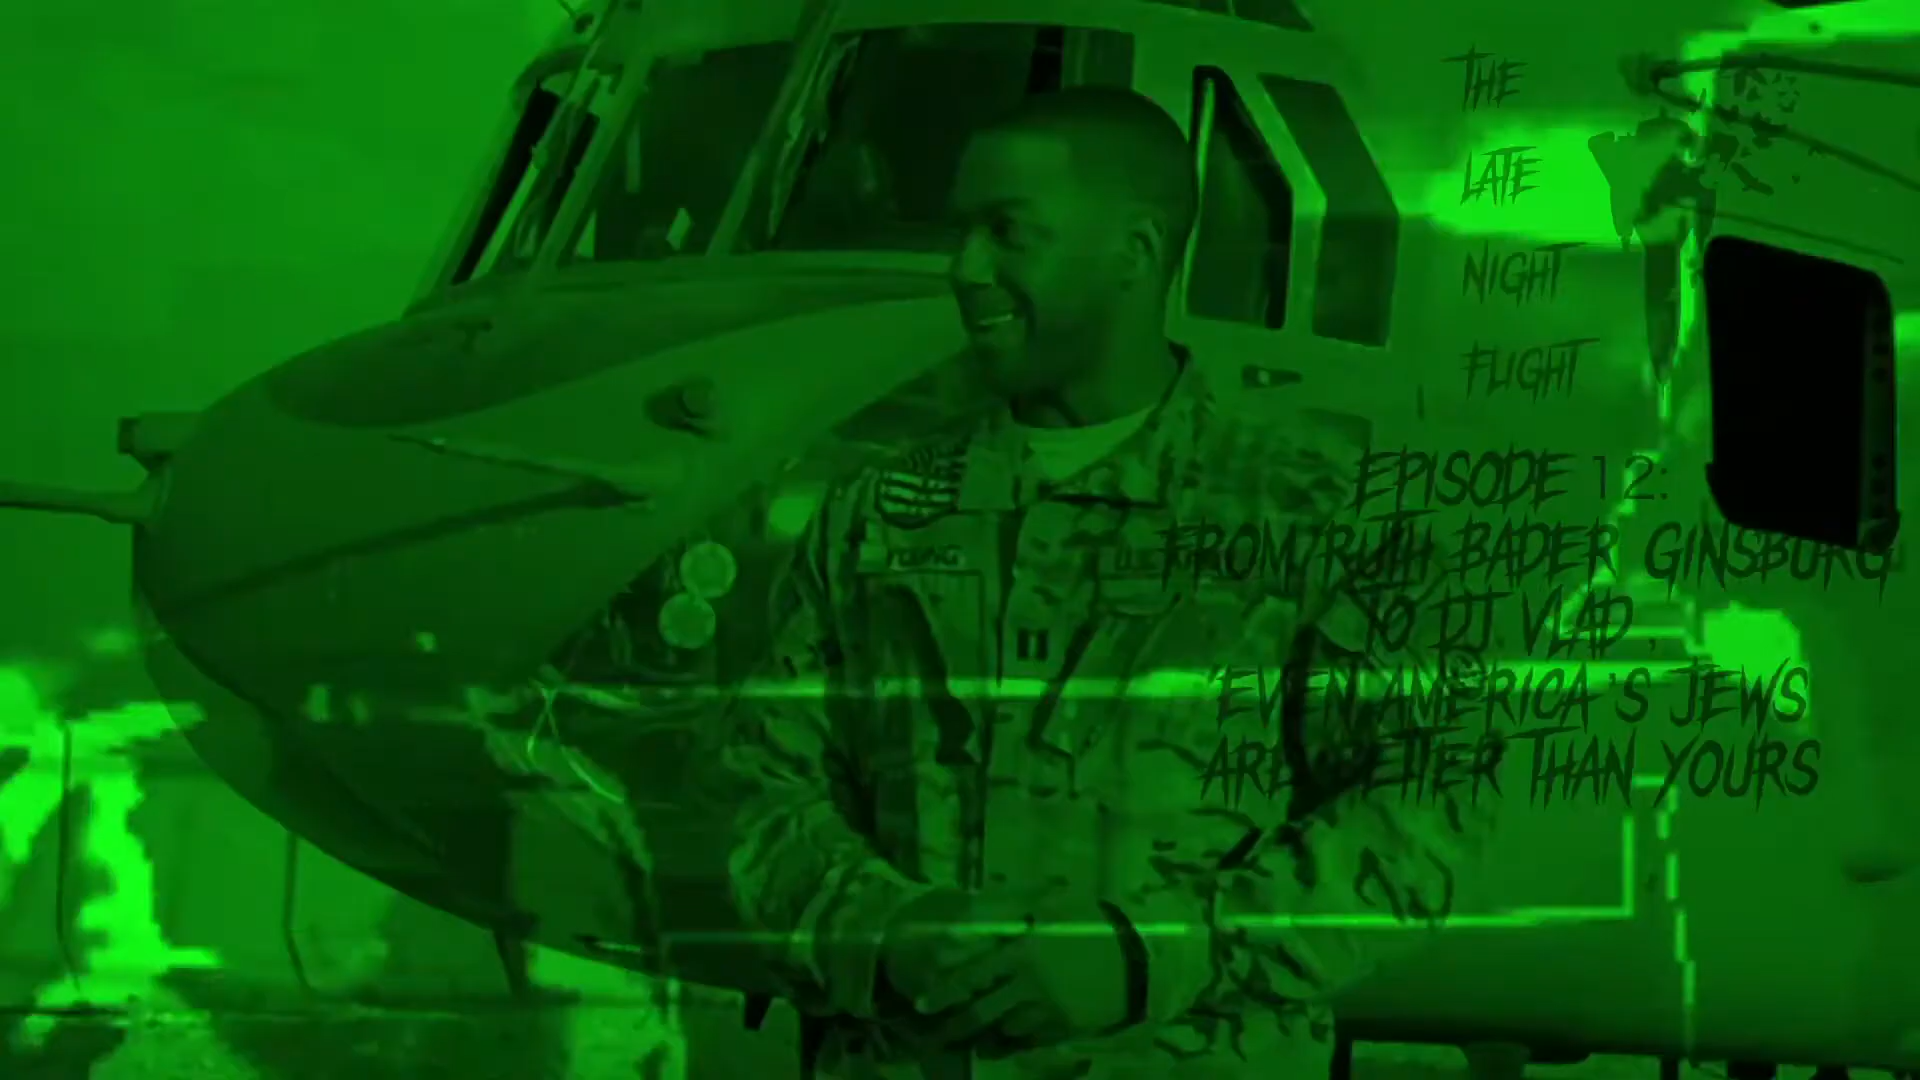 THE
LATE
NIGHT
FLIGHT
EPISODE 12:
FROM RUTH BADER GINSBURG
TO DJ VLAD,
'EVEN AMERICA'S JEWS
ARE BETTER THAN YOURS
YOUNG